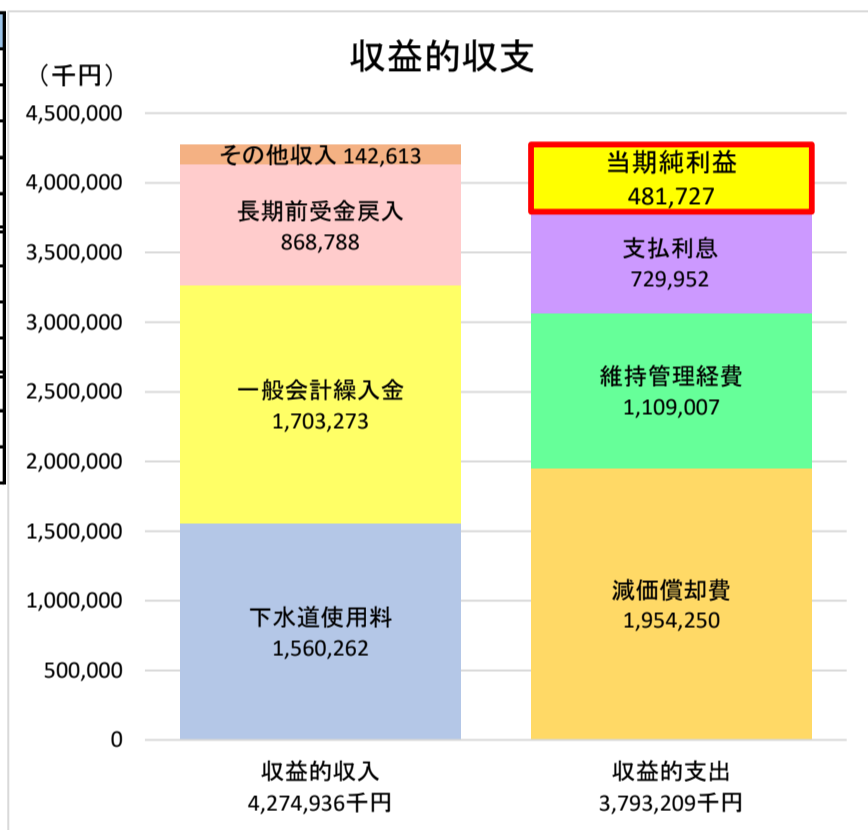 収益的収支
（千円）
4,500,000
4,000,000
3,500,000
3,000,000
2,500,000
2,000,000
1,500,000
1,000,000
500,000
0
その他収入 142,613
長期前受金戻入
868,788
一般会計繰入金
1,703,273
下水道使用料
1,560,262
当期純利益
481,727
支払利息
729,952
維持管理経費
1,109,007
減価償却費
1,954,250
収益的収入
4,274,936千円
収益的支出
3,793,209千円